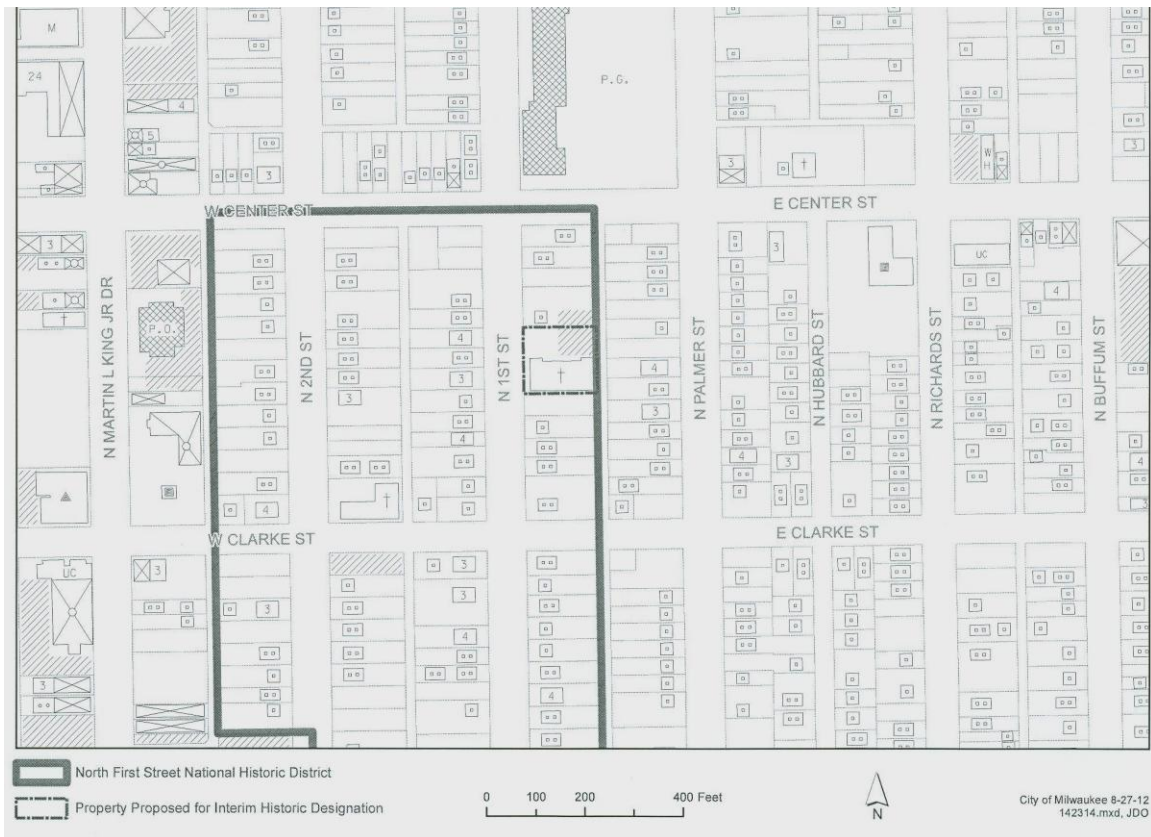 M
24
4
5
3
P.G.
3
W
H
3
W CENTER ST
E CENTER ST
3
3
UC
4
P.O.
4
4
3
3
3
4
4
3
4
4
3
4
3
N MARTIN L KING JR DR
N 2ND ST
N 1ST ST
N PALMER ST
N HUBBARD ST
N RICHARDS ST
N BUFFUM ST
W CLARKE ST
E CLARKE ST
UC
3
3
3
3
4
4
3
North First Street National Historic District
Property Proposed for Interim Historic Designation
0 100 200 400 Feet
N
City of Milwaukee 8-27-12
142314.mxd, JDO